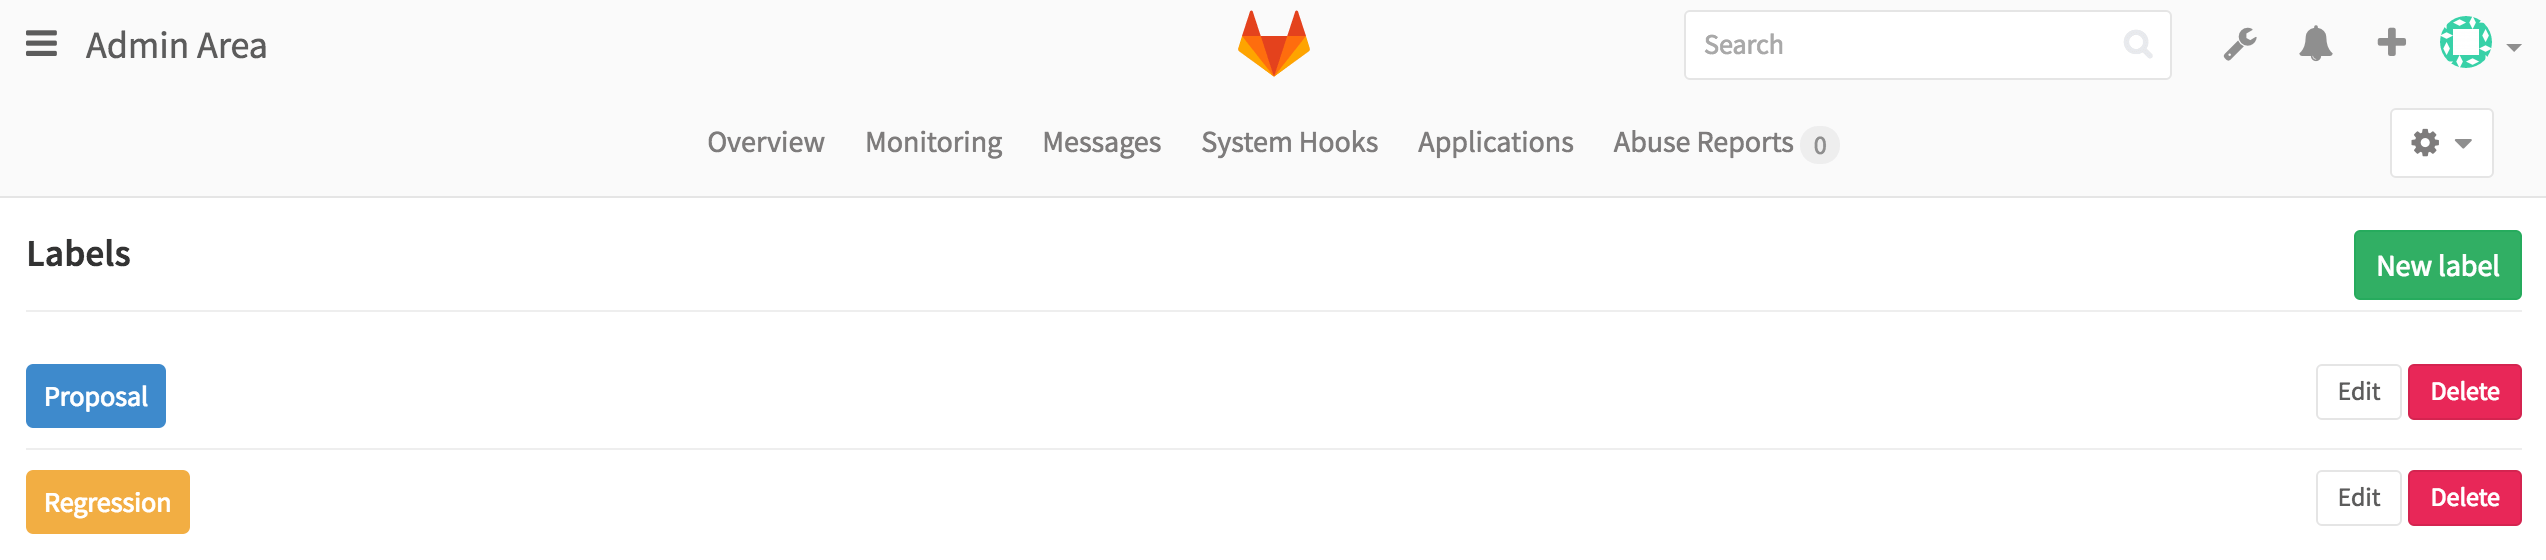 Admin Area
Search
Overview Monitoring Messages System Hooks Applications Abuse Reports 0
Labels
New label
Proposal
Edit Delete
Regression
Edit Delete